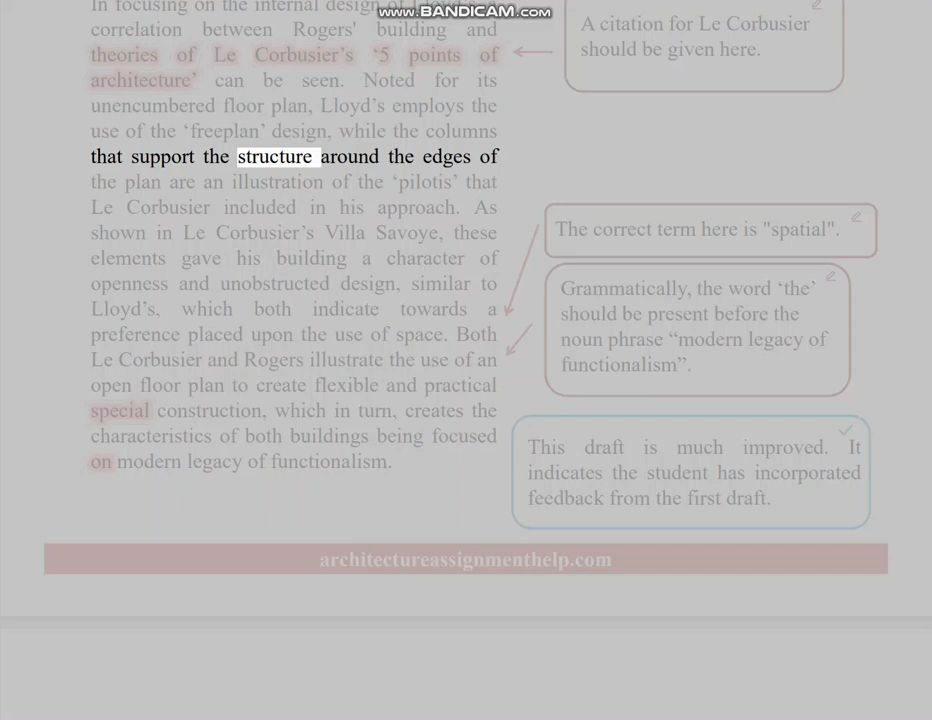 www.BANDICAM.com
In focusing on the internal design of
correlation between Rogers' building and
theories of Le Corbusier’s ‘5 points of
architecture’ can be seen. Noted for its
unencumbered floor plan, Lloyd’s employs the
use of the ‘freeplan’ design, while the columns
that support the structure around the edges of
the plan are an illustration of the ‘pilotis’ that
Le Corbusier included in his approach. As
shown in Le Corbusier’s Villa Savoye, these
elements gave his building a character of
openness and unobstructed design, similar to
Lloyd’s, which both indicate towards a
preference placed upon the use of space. Both
Le Corbusier and Rogers illustrate the use of an
open floor plan to create flexible and practical
special construction, which in turn, creates the
characteristics of both buildings being focused
on modern legacy of functionalism.
A citation for Le Corbusier
should be given here.
The correct term here is "spatial".
Grammatically, the word ‘the’
should be present before the
noun phrase “modern legacy of
functionalism”.
This draft is much improved. It
indicates the student has incorporated
feedback from the first draft.
architectureassignmenthelp.com